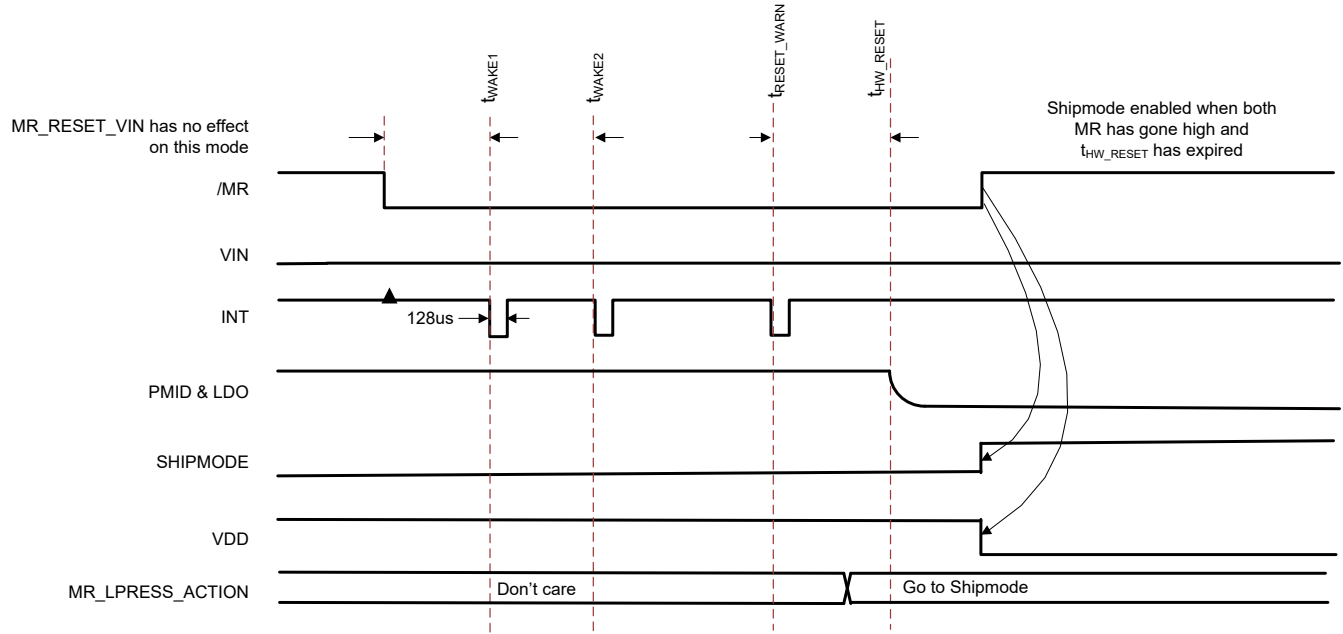 tWAKE1
tWAKE2
tRESET_WARN
tHW_RESET
MR_RESET_VIN has no effect
on this mode
Shipmode enabled when both
MR has gone high and
tHW_RESET has expired
/MR
VIN
INT
128us
PMID & LDO
SHIPMODE
VDD
MR_LPRESS_ACTION
Don't care
Go to Shipmode